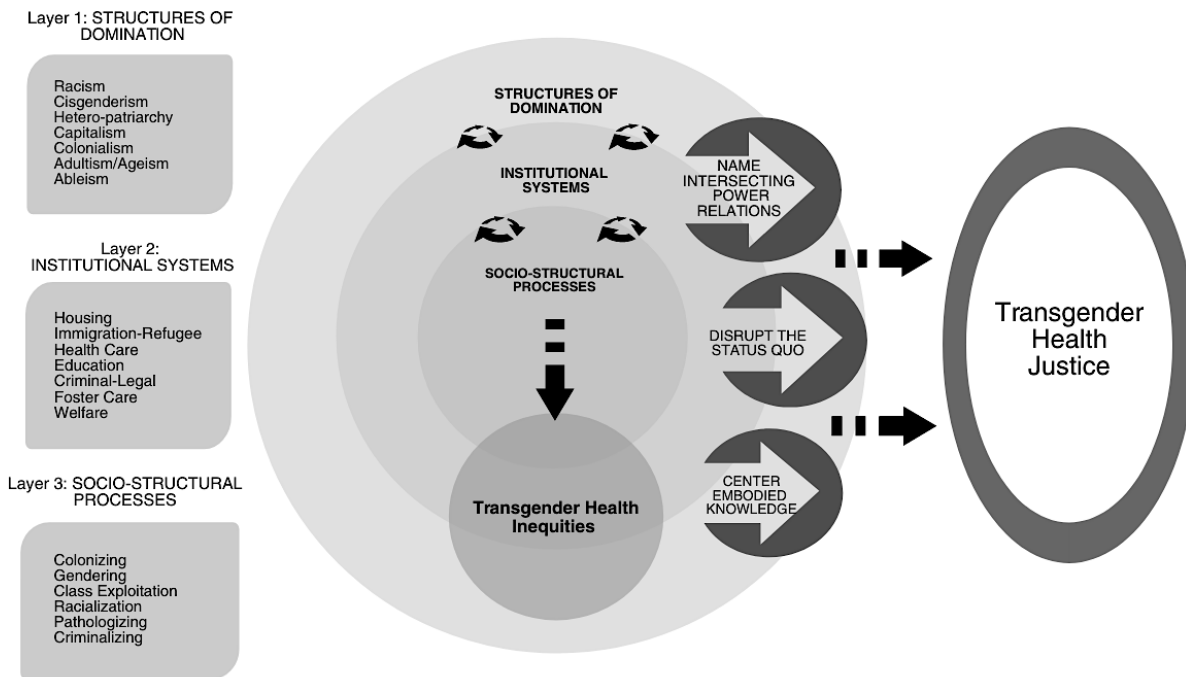 Layer 1: STRUCTURES OF
DOMINATION
Racism
Cisgenderism
Hetero-patriarchy
Capitalism
Colonialism
Adultism/Ageism
Ableism
Layer 2:
INSTITUTIONAL SYSTEMS
Housing
Immigration-Refugee
Health Care
Education
Criminal-Legal
Foster Care
Welfare
Layer 3: SOCIO-STRUCTURAL
PROCESSES
Colonizing
Gendering
Class Exploitation
Racialization
Pathologizing
Criminalizing
STRUCTURES OF
DOMINATION
INSTITUTIONAL
SYSTEMS
SOCIO-STRUCTURAL
PROCESSES
Transgender Health
Inequities
NAME
INTERSECTING
POWER
RELATIONS
DISRUPT THE
STATUS QUO
CENTER
EMBODIED
KNOWLEDGE
Transgender
Health
Justice